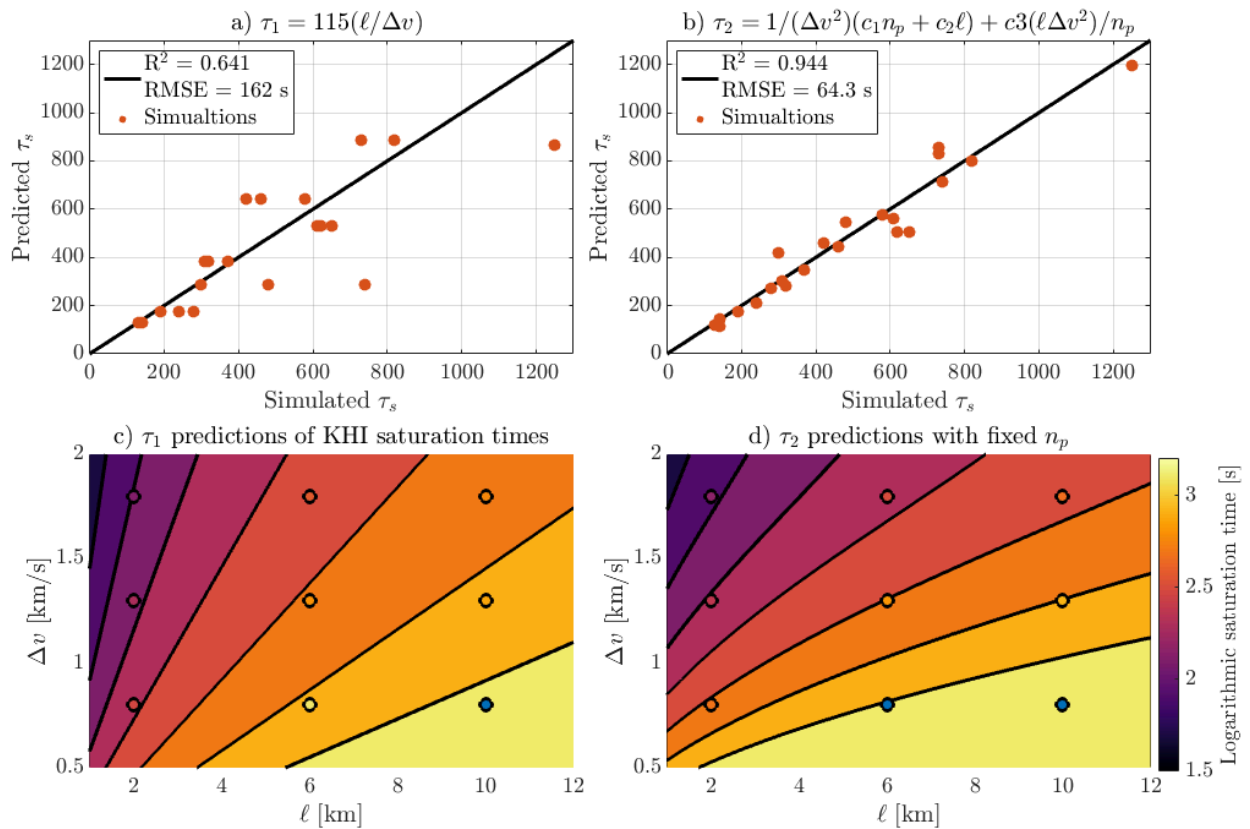 a) τ₁ = 115(ℓ/Δv)
R² = 0.641
RMSE = 162 s
Simualtions
Predicted τₛ
1200
1000
800
600
400
200
0
0 200 400 600 800 1000 1200
Simulated τₛ
b) τ₂ = 1/(Δv²)(c₁nₚ + c₂ℓ) + c3(ℓΔv²)/nₚ
R² = 0.944
RMSE = 64.3 s
Simualtions
Predicted τₛ
1200
1000
800
600
400
200
0
0 200 400 600 800 1000 1200
Simulated τₛ
c) τ₁ predictions of KHI saturation times
Δv [km/s]
2
1.5
1
0.5
2 4 6 8 10 12
ℓ [km]
d) τ₂ predictions with fixed nₚ
Δv [km/s]
2
1.5
1
0.5
2 4 6 8 10 12
ℓ [km]
3
2.5
2
1.5
Logarithmic saturation time [s]